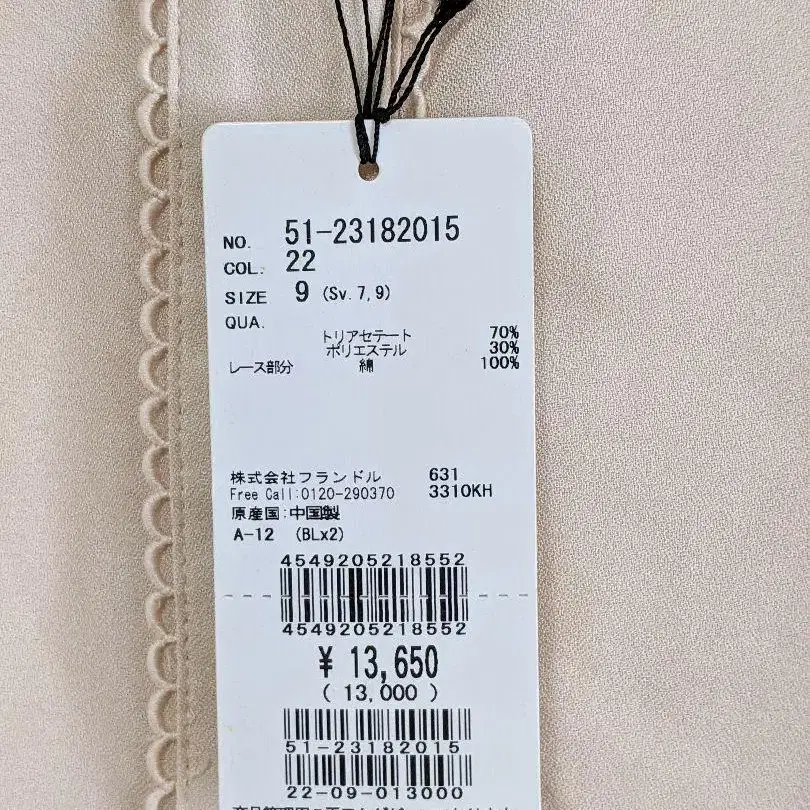 NO. 51-23182015
COL. 22
SIZE 9 (Sv.7,9)
QUA.
トリアセテート 70%
ポリエステル 30%
レース部分 綿 100%
株式会社フランドル 631
Free Call:0120-290370 3310KH
原産国:中国製
A-12 (BLx2)
4549205218552
4549205218552
¥ 13,650
( 13,000 )
51-23182015
22-09-013000